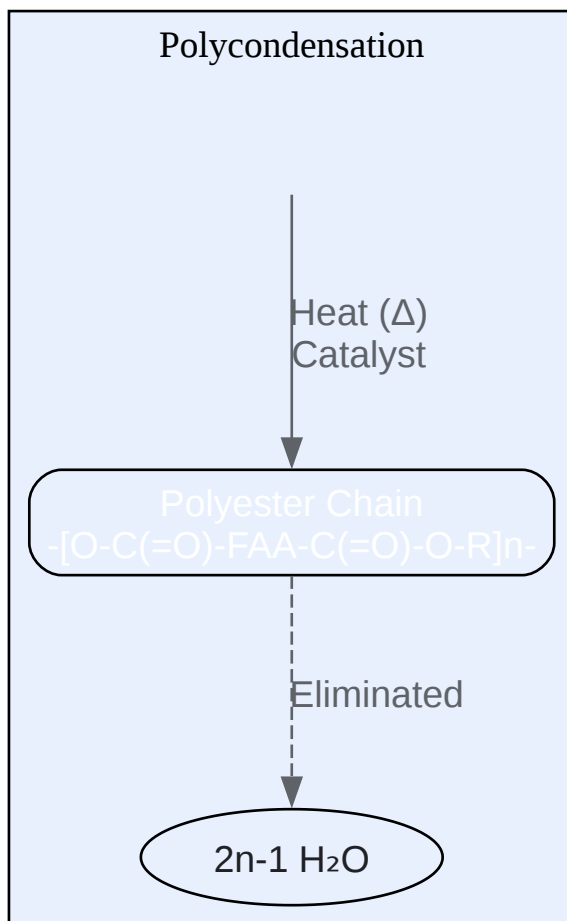 Polycondensation
Heat (Δ)
Catalyst
Polyester Chain
-[O-C(=O)-FAA-C(=O)-O-R]n-
Eliminated
2n-1 H₂O